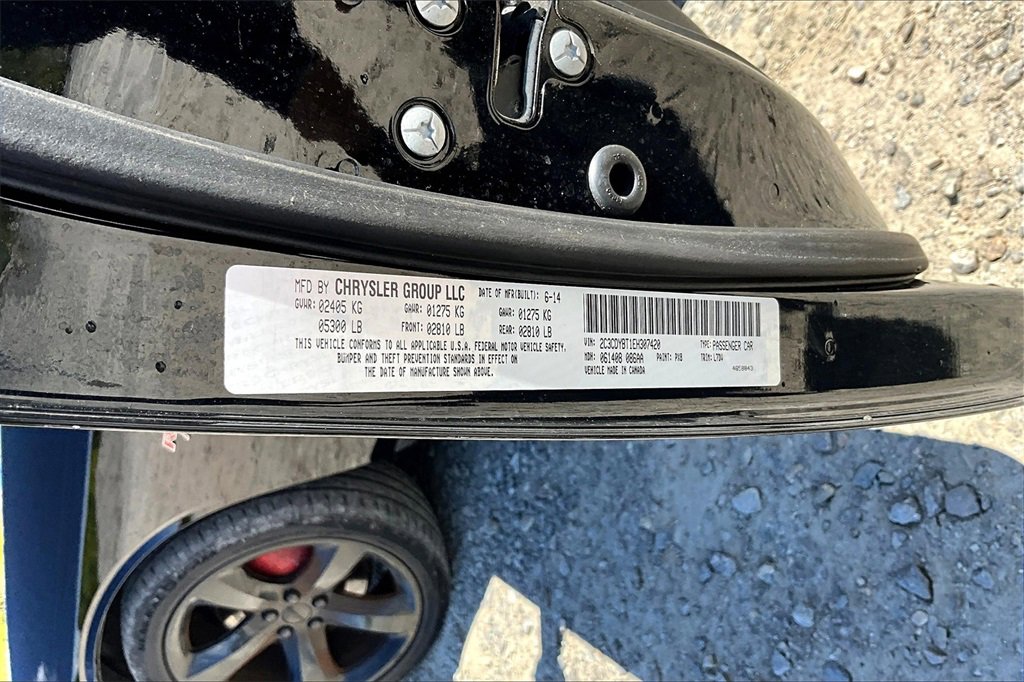 MFD BY CHRYSLER GROUP LLC
DATE OF MFR(BUILT): 6-14
GVWR: 02405 KG GAWR: 01275 KG GAWR: 01275 KG
05300 LB FRONT: 02810 LB REAR: 02810 LB
THIS VEHICLE CONFORMS TO ALL APPLICABLE U.S.A. FEDERAL MOTOR VEHICLE SAFETY,
BUMPER AND THEFT PREVENTION STANDARDS IN EFFECT ON
THE DATE OF MANUFACTURE SHOWN ABOVE.
VIN: 2C3CDYBT1EH307420 TYPE: PASSENGER CAR
MDH: 061408 086AA PAINT: PX8 TRIM: L7D4
VEHICLE MADE IN CANADA